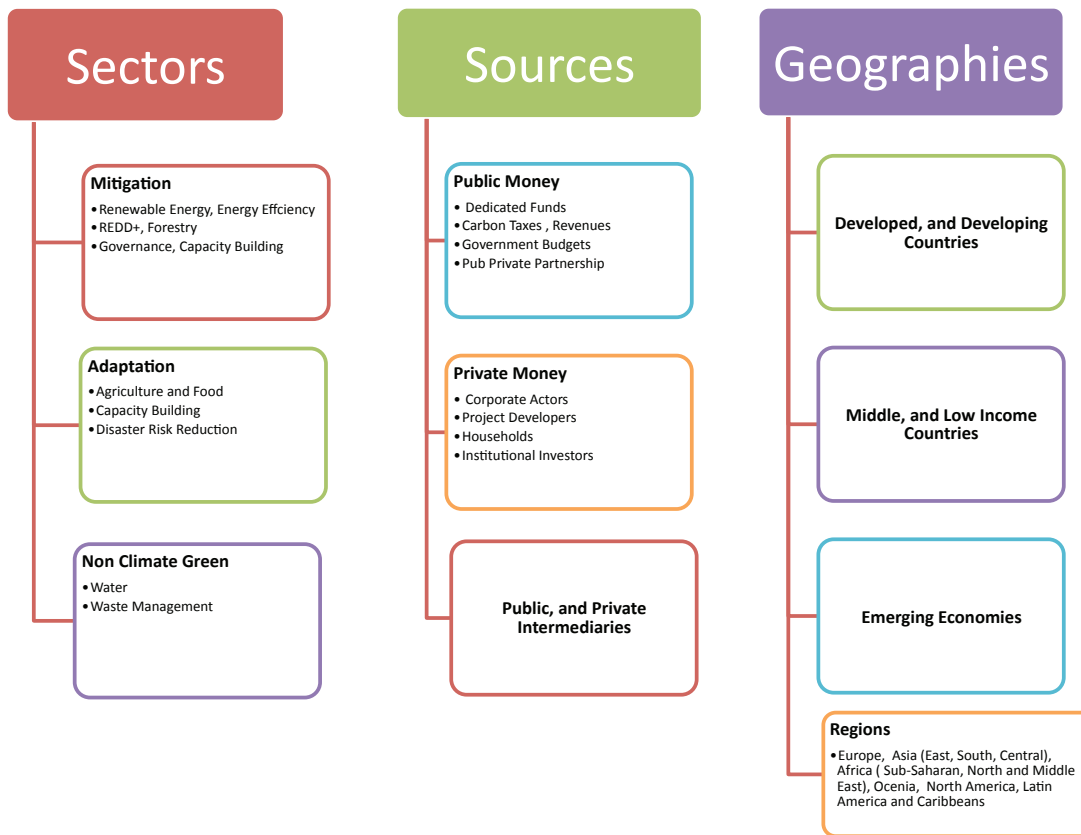 Sectors
Mitigation
• Renewable Energy, Energy Effciency
• REDD+, Forestry
• Governance, Capacity Building
Adaptation
• Agriculture and Food
• Capacity Building
• Disaster Risk Reduction
Non Climate Green
• Water
• Waste Management
Sources
Public Money
• Dedicated Funds
• Carbon Taxes , Revenues
• Government Budgets
• Pub Private Partnership
Private Money
• Corporate Actors
• Project Developers
• Households
• Institutional Investors
Public, and Private
Intermediaries
Geographies
Developed, and Developing
Countries
Middle, and Low Income
Countries
Emerging Economies
Regions
• Europe, Asia (East, South, Central),
Africa ( Sub-Saharan, North and Middle
East), Ocenia, North America, Latin
America and Caribbeans